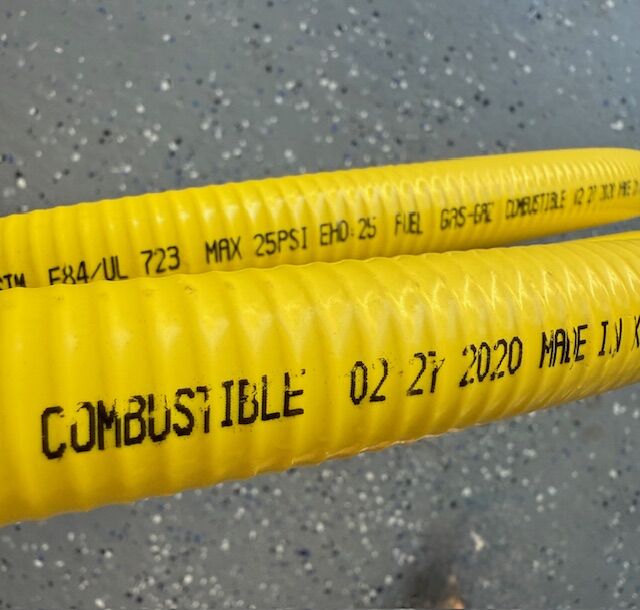 E84/UL 723 MAX 25PSI EHD:25 FUEL GAS-GAZ COMBUSTIBLE 02 27 2020 MADE
COMBUSTIBLE 02 27 2020 MADE IN